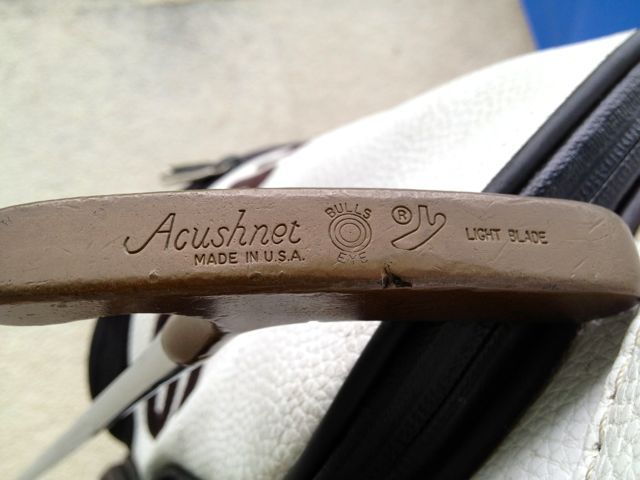 Acushnet
MADE IN U.S.A.
BULLS
EYE
®
LIGHT BLADE